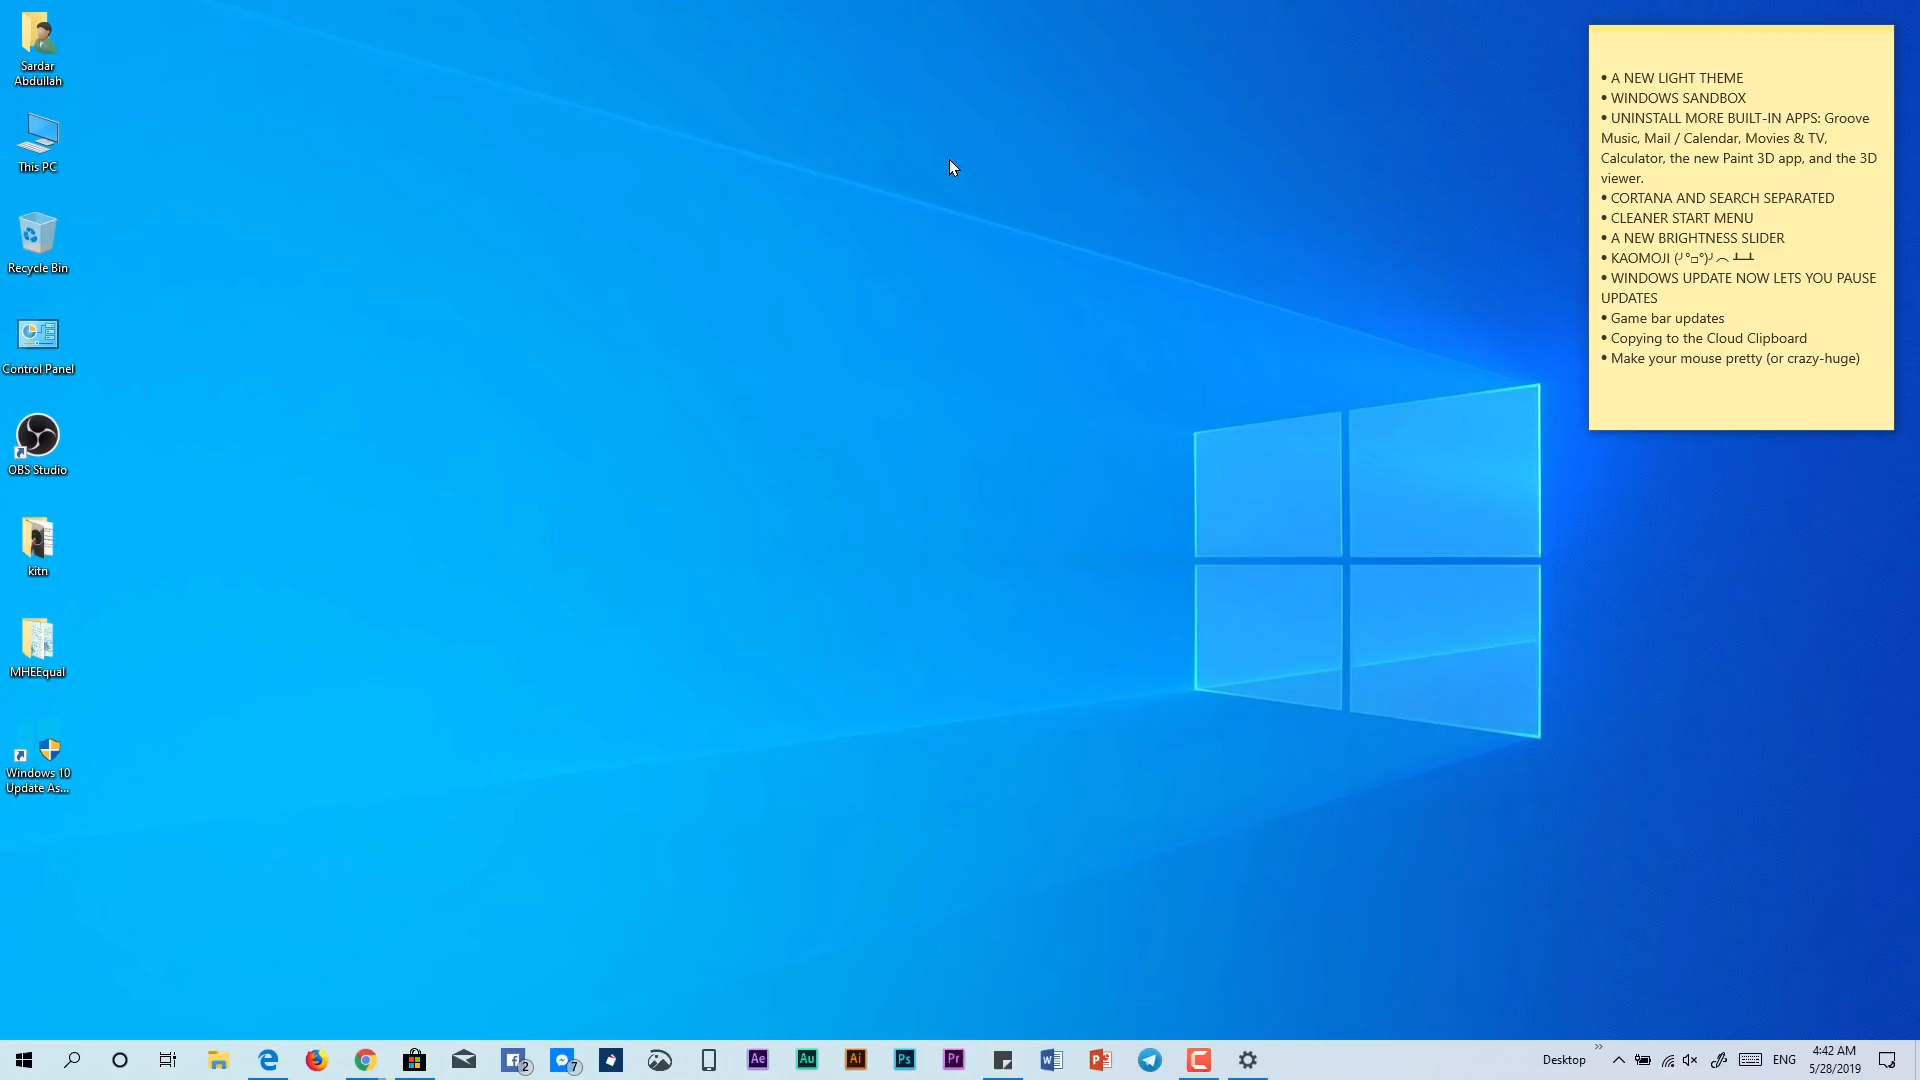 Sardar
Abdullah
This PC
Recycle Bin
Control Panel
OBS Studio
kitn
MHEEqual
Windows 10
Update As...
• A NEW LIGHT THEME
• WINDOWS SANDBOX
• UNINSTALL MORE BUILT-IN APPS: Groove
Music, Mail / Calendar, Movies & TV,
Calculator, the new Paint 3D app, and the 3D
viewer.
• CORTANA AND SEARCH SEPARATED
• CLEANER START MENU
• A NEW BRIGHTNESS SLIDER
• KAOMOJI (╯°□°)╯︵ ┻━┻
• WINDOWS UPDATE NOW LETS YOU PAUSE
UPDATES
• Game bar updates
• Copying to the Cloud Clipboard
• Make your mouse pretty (or crazy-huge)
2
7
Ae
Au
Ai
Ps
Pr
Desktop
ENG
4:42 AM
5/28/2019